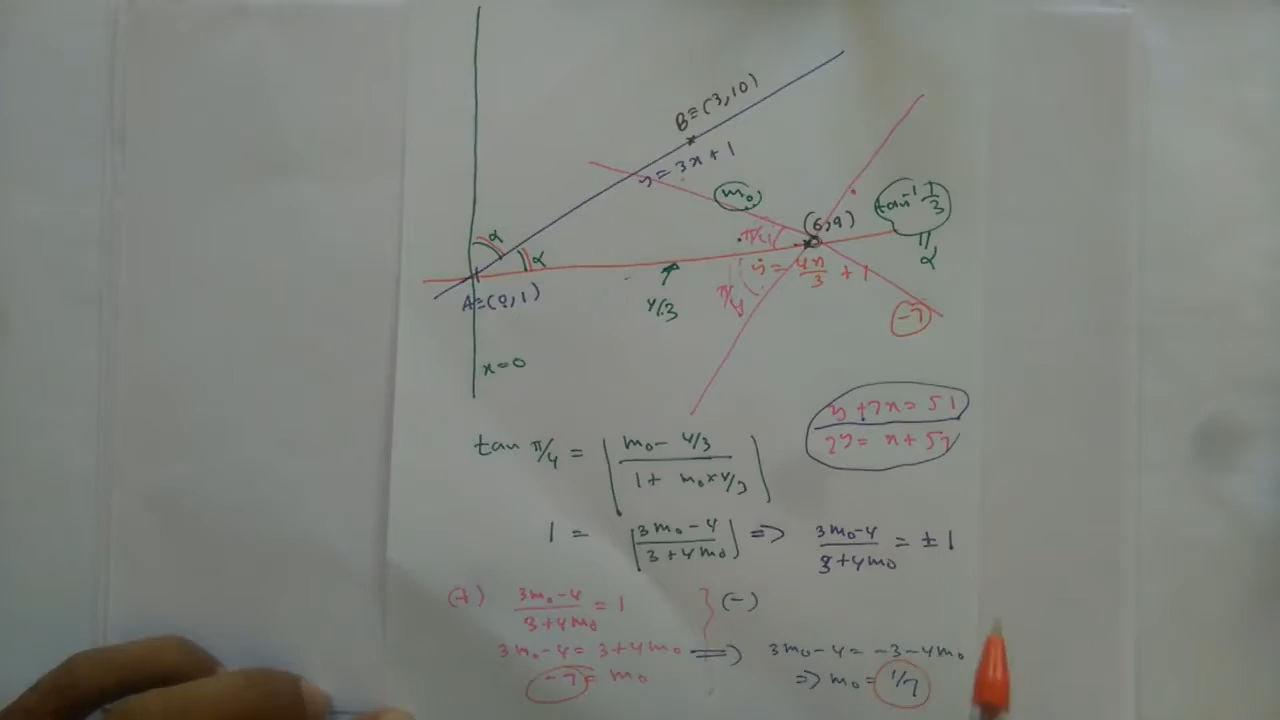 B≡(3,10)
y=3x+1
m₀
tan⁻¹ 1/3
α
(6,9)
π/4
α
α
y = 4x/3 + 1
A≡(0,1)
4/3
π/4
-7
x=0
y+7x=51
7y= x+57
tan π/4 = | m₀- 4/3 / 1+ m₀×4/3 |
1 = | 3m₀-4 / 3+4m₀ | => 3m₀-4 / 3+4m₀ = ±1
(+) 3m₀-4 / 3+4m₀ = 1 } (-)
3m₀-4= 3+4m₀ => 3m₀-4= -3-4m₀
-7= m₀ => m₀= 1/7